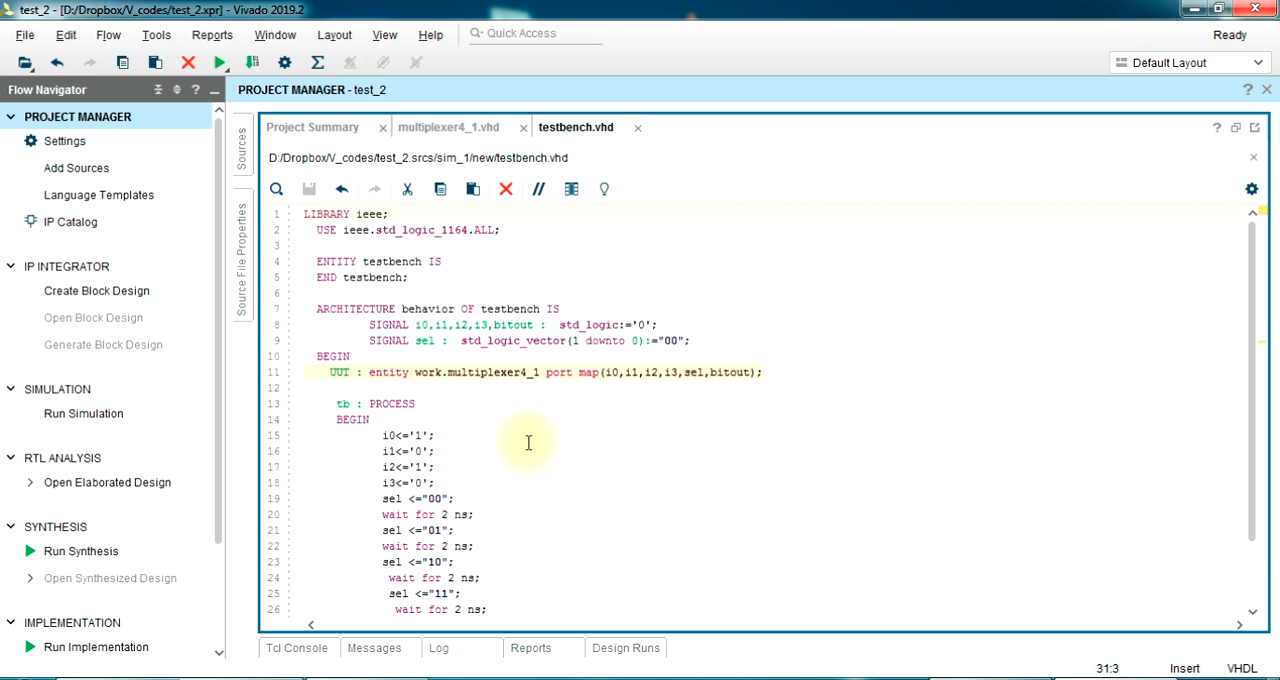 test_2 - [D:/Dropbox/V_codes/test_2.xpr] - Vivado 2019.2
File Edit Flow Tools Reports Window Layout View Help Quick Access Ready
Default Layout
Flow Navigator
PROJECT MANAGER - test_2
PROJECT MANAGER
Settings
Add Sources
Language Templates
IP Catalog
IP INTEGRATOR
Create Block Design
Open Block Design
Generate Block Design
SIMULATION
Run Simulation
RTL ANALYSIS
Open Elaborated Design
SYNTHESIS
Run Synthesis
Open Synthesized Design
IMPLEMENTATION
Run Implementation
Sources
Source File Properties
Project Summary multiplexer4_1.vhd testbench.vhd
D:/Dropbox/V_codes/test_2.srcs/sim_1/new/testbench.vhd
1 LIBRARY ieee;
2 USE ieee.std_logic_1164.ALL;
3
4 ENTITY testbench IS
5 END testbench;
6
7 ARCHITECTURE behavior OF testbench IS
8 SIGNAL i0,i1,i2,i3,bitout : std_logic:='0';
9 SIGNAL sel : std_logic_vector(1 downto 0):="00";
10 BEGIN
11 UUT : entity work.multiplexer4_1 port map(i0,i1,i2,i3,sel,bitout);
12
13 tb : PROCESS
14 BEGIN
15 i0<='1';
16 i1<='0';
17 i2<='1';
18 i3<='0';
19 sel <="00";
20 wait for 2 ns;
21 sel <="01";
22 wait for 2 ns;
23 sel <="10";
24 wait for 2 ns;
25 sel <="11";
26 wait for 2 ns;
Tcl Console Messages Log Reports Design Runs
31:3 Insert VHDL